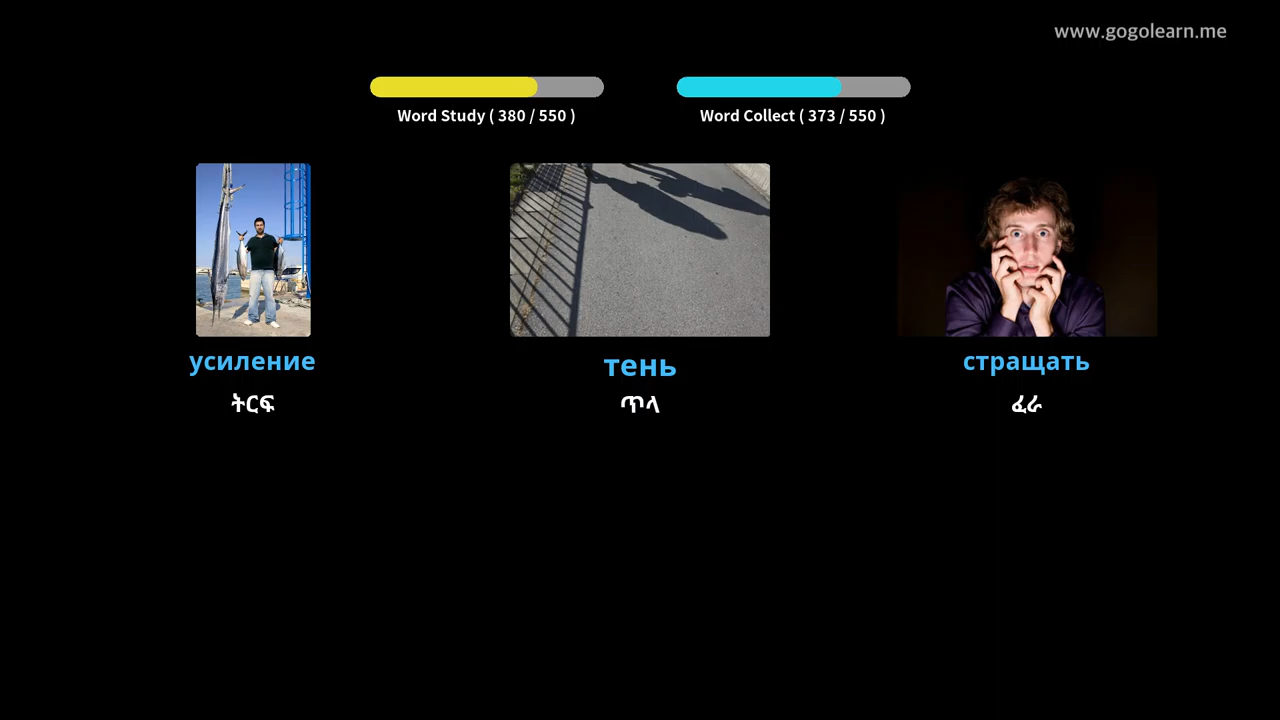 www.gogolearn.me
Word Study ( 380 / 550 )
Word Collect ( 373 / 550 )
усиление
тень
стращать
ትርፍ
ጥላ
ፈራ